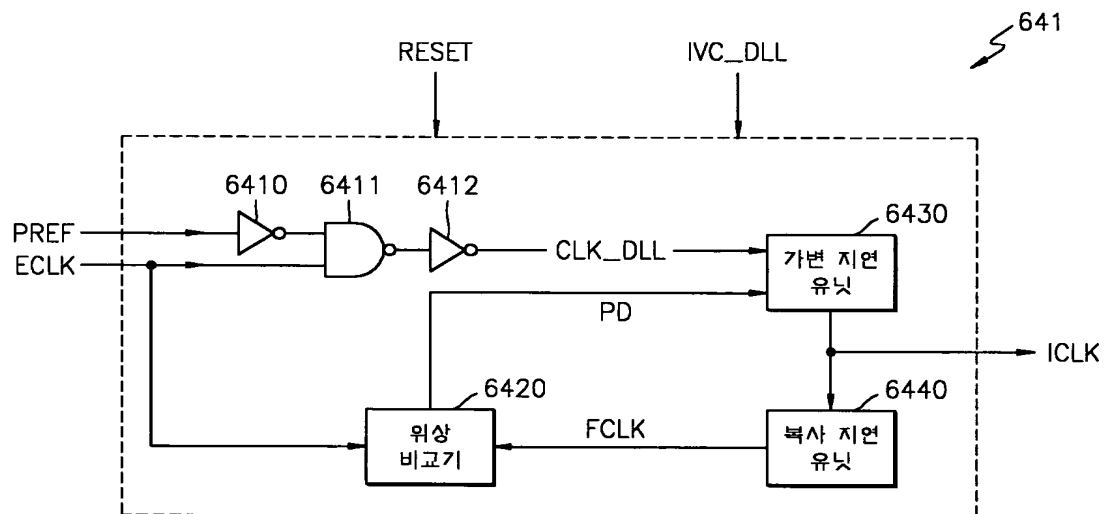 641
RESET
IVC_DLL
6410
6411
6412
6430
PREF
ECLK
CLK_DLL
가변 지연
유닛
PD
ICLK
6420
6440
위상
비교기
FCLK
복사 지연
유닛